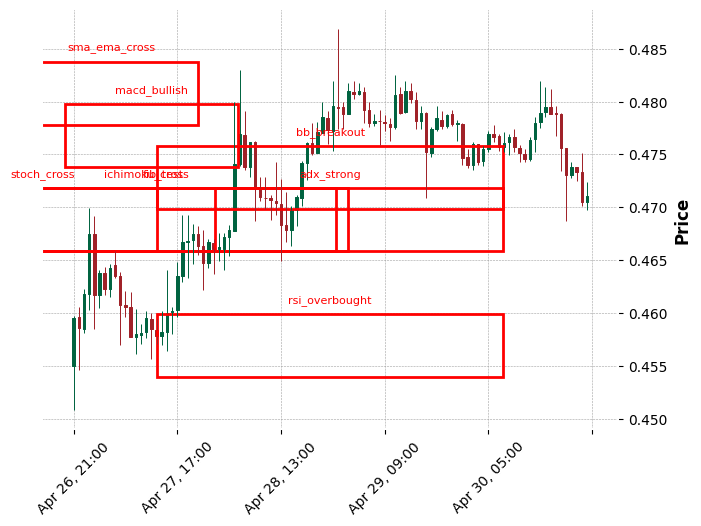 sma_ema_cross
macd_bullish
bb_breakout
stoch_cross
ichimoku_cross
adx_strong
rsi_overbought
0.485
0.480
0.475
0.470
0.465
0.460
0.455
0.450
Price
Apr 26, 21:00
Apr 27, 17:00
Apr 28, 13:00
Apr 29, 09:00
Apr 30, 05:00